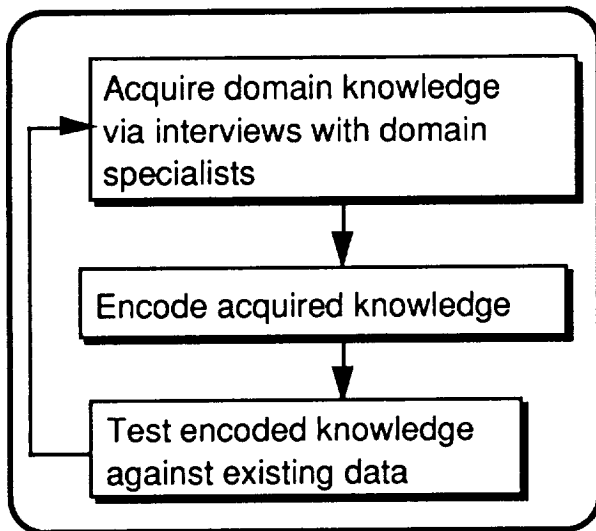 Acquire domain knowledge
via interviews with domain
specialists
Encode acquired knowledge
Test encoded knowledge
against existing data